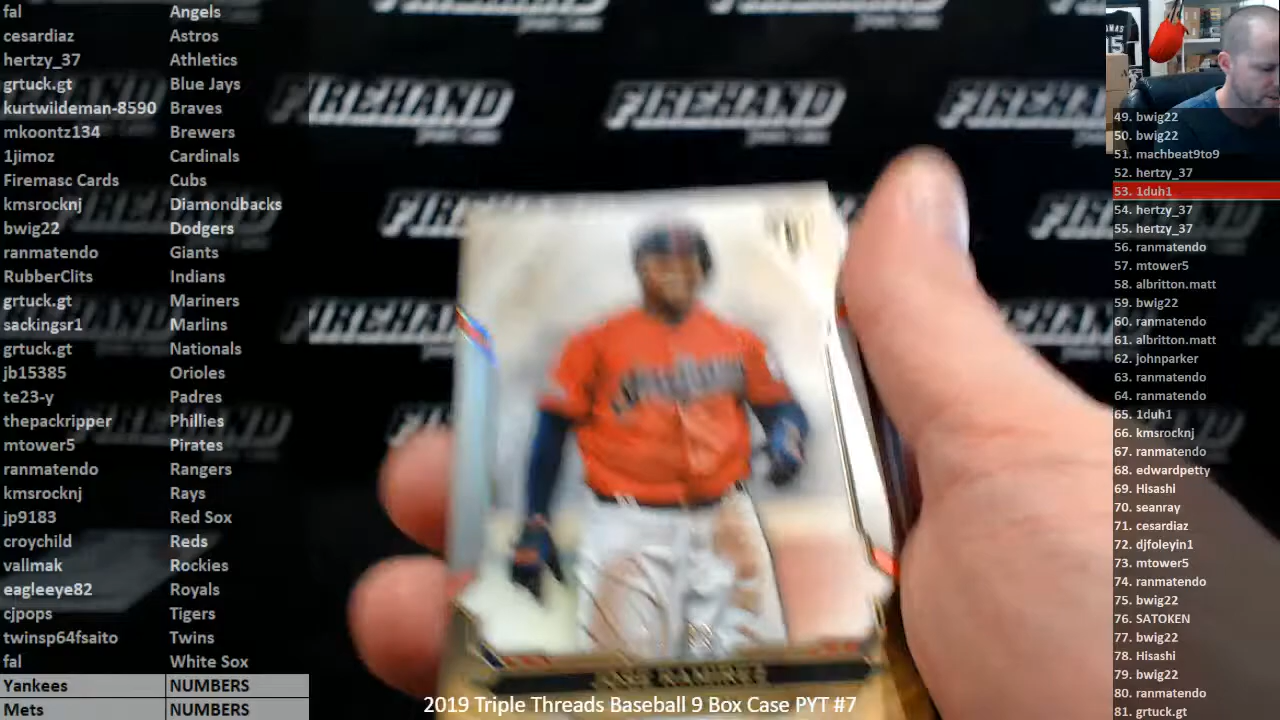 fal Angels
cesardiaz Astros
hertzy_37 Athletics
grtuck.gt Blue Jays
kurtwildeman-8590 Braves
mkoontz134 Brewers
1jimoz Cardinals
Firemasc Cards Cubs
kmsrocknj Diamondbacks
bwig22 Dodgers
ranmatendo Giants
RubberClits Indians
grtuck.gt Mariners
sackingsr1 Marlins
grtuck.gt Nationals
jb15385 Orioles
te23-y Padres
thepackripper Phillies
mtower5 Pirates
ranmatendo Rangers
kmsrocknj Rays
jp9183 Red Sox
croychild Reds
vallmak Rockies
eagleeye82 Royals
cjpops Tigers
twinsp64fsaito Twins
fal White Sox
Yankees NUMBERS
Mets NUMBERS
FIREHAND FIREHAND FIREHAND
Indians
JOSE RAMIREZ
2019 Triple Threads Baseball 9 Box Case PYT #7
49. bwig22
50. bwig22
51. machbeat9to9
52. hertzy_37
53. 1duh1
54. hertzy_37
55. hertzy_37
56. ranmatendo
57. mtower5
58. albritton.matt
59. bwig22
60. ranmatendo
61. albritton.matt
62. johnparker
63. ranmatendo
64. ranmatendo
65. 1duh1
66. kmsrocknj
67. ranmatendo
68. edwardpetty
69. Hisashi
70. seanray
71. cesardiaz
72. djfoleyin1
73. mtower5
74. ranmatendo
75. bwig22
76. SATOKEN
77. bwig22
78. Hisashi
79. bwig22
80. ranmatendo
81. grtuck.gt